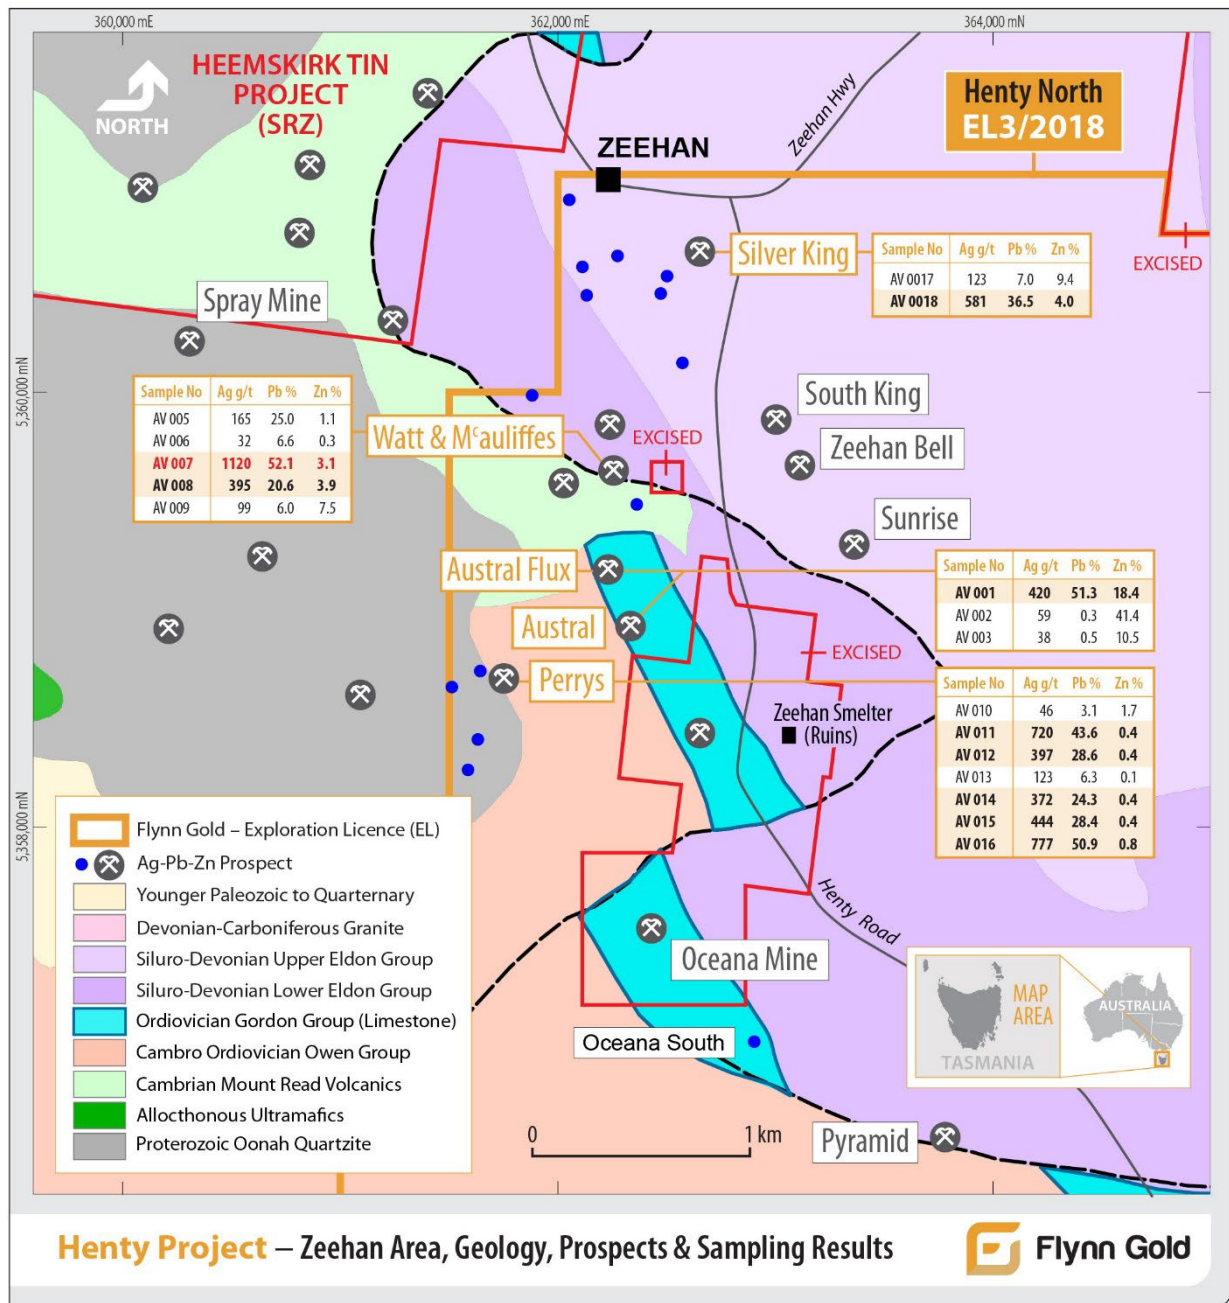 360,000 mE
362,000 mE
364,000 mN
HEEMSKIRK TIN
PROJECT
(SRZ)
NORTH
Henty North
EL3/2018
Zeehan Hwy
ZEEHAN
EXCISED
Silver King
Sample No Ag g/t Pb % Zn %
AV 0017 123 7.0 9.4
AV 0018 581 36.5 4.0
Spray Mine
5,360,000 mN
Sample No Ag g/t Pb % Zn %
AV 005 165 25.0 1.1
AV 006 32 6.6 0.3
AV 007 1120 52.1 3.1
AV 008 395 20.6 3.9
AV 009 99 6.0 7.5
Watt & Mcauliffes
EXCISED
South King
Zeehan Bell
Sunrise
Austral Flux
Austral
Sample No Ag g/t Pb % Zn %
AV 001 420 51.3 18.4
AV 002 59 0.3 41.4
AV 003 38 0.5 10.5
EXCISED
Perrys
Sample No Ag g/t Pb % Zn %
AV 010 46 3.1 1.7
AV 011 720 43.6 0.4
AV 012 397 28.6 0.4
AV 013 123 6.3 0.1
AV 014 372 24.3 0.4
AV 015 444 28.4 0.4
AV 016 777 50.9 0.8
Zeehan Smelter
(Ruins)
5,358,000 mN
Flynn Gold – Exploration Licence (EL)
Ag-Pb-Zn Prospect
Younger Paleozoic to Quarternary
Devonian-Carboniferous Granite
Siluro-Devonian Upper Eldon Group
Siluro-Devonian Lower Eldon Group
Ordiovician Gordon Group (Limestone)
Cambro Ordiovician Owen Group
Cambrian Mount Read Volcanics
Allocthonous Ultramafics
Proterozoic Oonah Quartzite
Henty Road
Oceana Mine
Oceana South
Pyramid
0 1 km
MAP
AREA
TASMANIA
AUSTRALIA
Henty Project – Zeehan Area, Geology, Prospects & Sampling Results
Flynn Gold